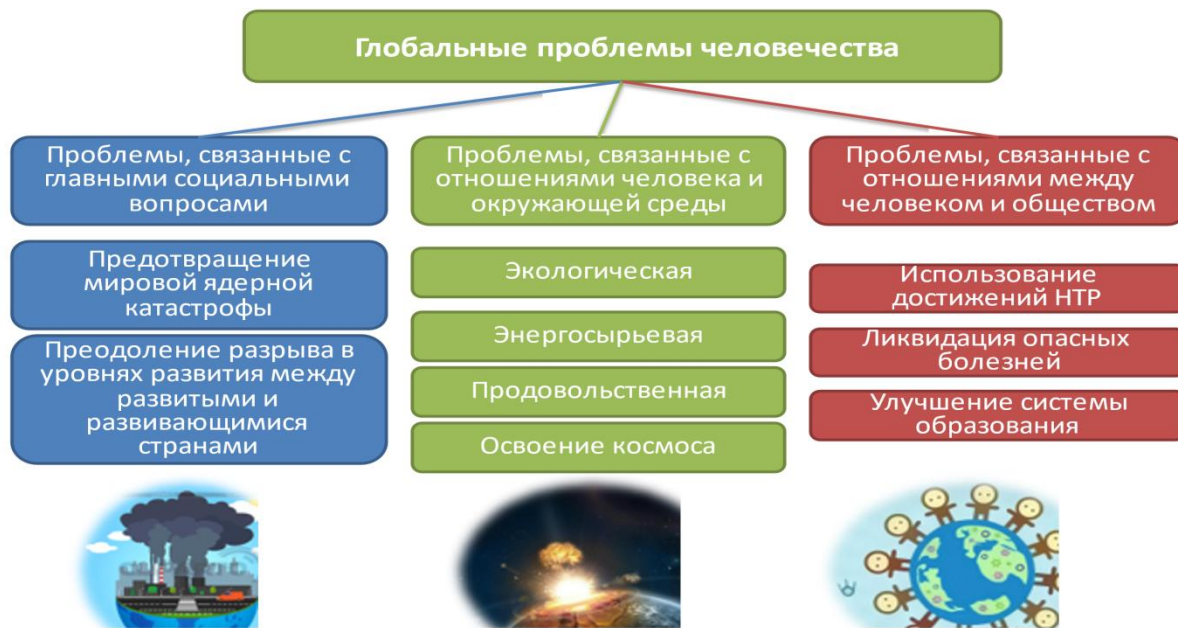 Глобальные проблемы человечества
Проблемы, связанные с
главными социальными
вопросами
Предотвращение
мировой ядерной
катастрофы
Преодоление разрыва в
уровнях развития между
развитыми и
развивающимися
странами
Проблемы, связанные с
отношениями человека и
окружающей среды
Экологическая
Энергосырьевая
Продовольственная
Освоение космоса
Проблемы, связанные с
отношениями между
человеком и обществом
Использование
достижений НТР
Ликвидация опасных
болезней
Улучшение системы
образования